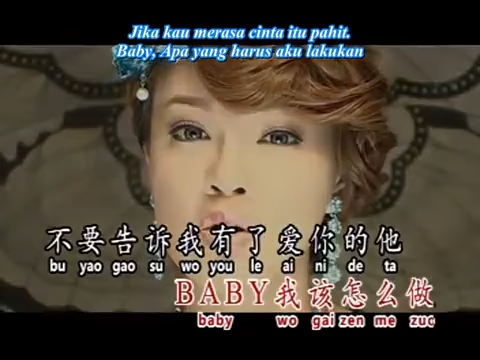 Jika kau merasa cinta itu pahit.
Baby, Apa yang harus aku lakukan
不要告诉我有了爱你的他
bu yao gao su wo you le ai ni de ta
BABY我该怎么做
baby wo gai zen me zuc